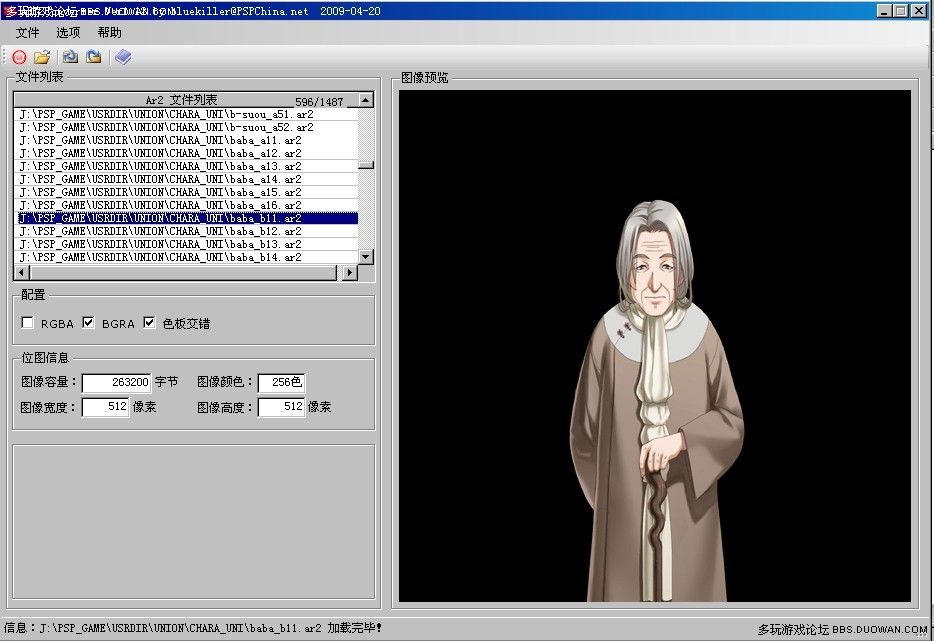 多玩游戏论坛 by bluekiller@PSPChina.net 2009-04-20
文件 选项 帮助
文件列表
Ar2 文件列表 596/1487
J:\PSP_GAME\USRDIR\UNION\CHARA_UNI\b-suou_a51.ar2
J:\PSP_GAME\USRDIR\UNION\CHARA_UNI\b-suou_a52.ar2
J:\PSP_GAME\USRDIR\UNION\CHARA_UNI\baba_a11.ar2
J:\PSP_GAME\USRDIR\UNION\CHARA_UNI\baba_a12.ar2
J:\PSP_GAME\USRDIR\UNION\CHARA_UNI\baba_a13.ar2
J:\PSP_GAME\USRDIR\UNION\CHARA_UNI\baba_a14.ar2
J:\PSP_GAME\USRDIR\UNION\CHARA_UNI\baba_a15.ar2
J:\PSP_GAME\USRDIR\UNION\CHARA_UNI\baba_a16.ar2
J:\PSP_GAME\USRDIR\UNION\CHARA_UNI\baba_b11.ar2
J:\PSP_GAME\USRDIR\UNION\CHARA_UNI\baba_b12.ar2
J:\PSP_GAME\USRDIR\UNION\CHARA_UNI\baba_b13.ar2
J:\PSP_GAME\USRDIR\UNION\CHARA_UNI\baba_b14.ar2
配置
RGBA BGRA 色板交错
位图信息
图像容量： 263200 字节 图像颜色： 256色
图像宽度： 512 像素 图像高度： 512 像素
图像预览
信息：J:\PSP_GAME\USRDIR\UNION\CHARA_UNI\baba_b11.ar2 加载完毕!
多玩游戏论坛 BBS.DUOWAN.COM